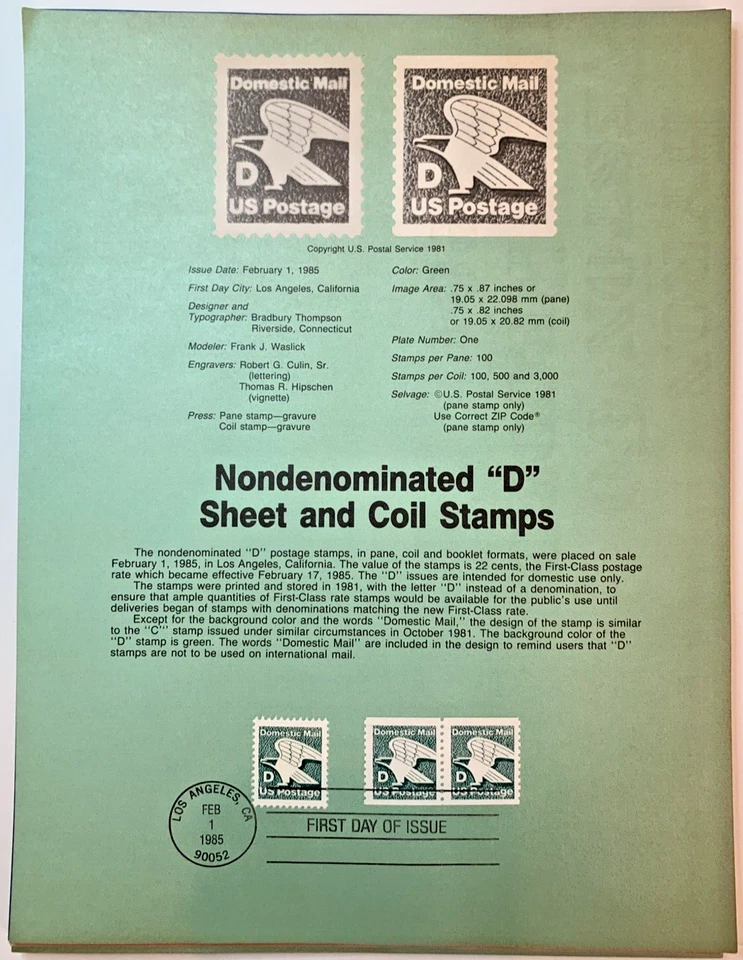 Domestic Mail
D
US Postage
Domestic Mail
D
US Postage
Copyright U.S. Postal Service 1981
Issue Date: February 1, 1985
First Day City: Los Angeles, California
Designer and
Typographer: Bradbury Thompson
Riverside, Connecticut
Modeler: Frank J. Waslick
Engravers: Robert G. Culin, Sr.
(lettering)
Thomas R. Hipschen
(vignette)
Press: Pane stamp—gravure
Coil stamp—gravure
Color: Green
Image Area: .75 x .87 inches or
19.05 x 22.098 mm (pane)
.75 x .82 inches
or 19.05 x 20.82 mm (coil)
Plate Number: One
Stamps per Pane: 100
Stamps per Coil: 100, 500 and 3,000
Selvage: ©U.S. Postal Service 1981
(pane stamp only)
Use Correct ZIP Code®
(pane stamp only)
Nondenominated “D”
Sheet and Coil Stamps
The nondenominated "D" postage stamps, in pane, coil and booklet formats, were placed on sale
February 1, 1985, in Los Angeles, California. The value of the stamps is 22 cents, the First-Class postage
rate which became effective February 17, 1985. The "D" issues are intended for domestic use only.
The stamps were printed and stored in 1981, with the letter "D" instead of a denomination, to
ensure that ample quantities of First-Class rate stamps would be available for the public's use until
deliveries began of stamps with denominations matching the new First-Class rate.
Except for the background color and the words "Domestic Mail," the design of the stamp is similar
to the "C" stamp issued under similar circumstances in October 1981. The background color of the
"D" stamp is green. The words "Domestic Mail" are included in the design to remind users that "D"
stamps are not to be used on international mail.
Domestic Mail
D
US Postage
Domestic Mail
D
US Postage
Domestic Mail
D
US Postage
LOS ANGELES, CA
FEB
1
1985
90052
FIRST DAY OF ISSUE